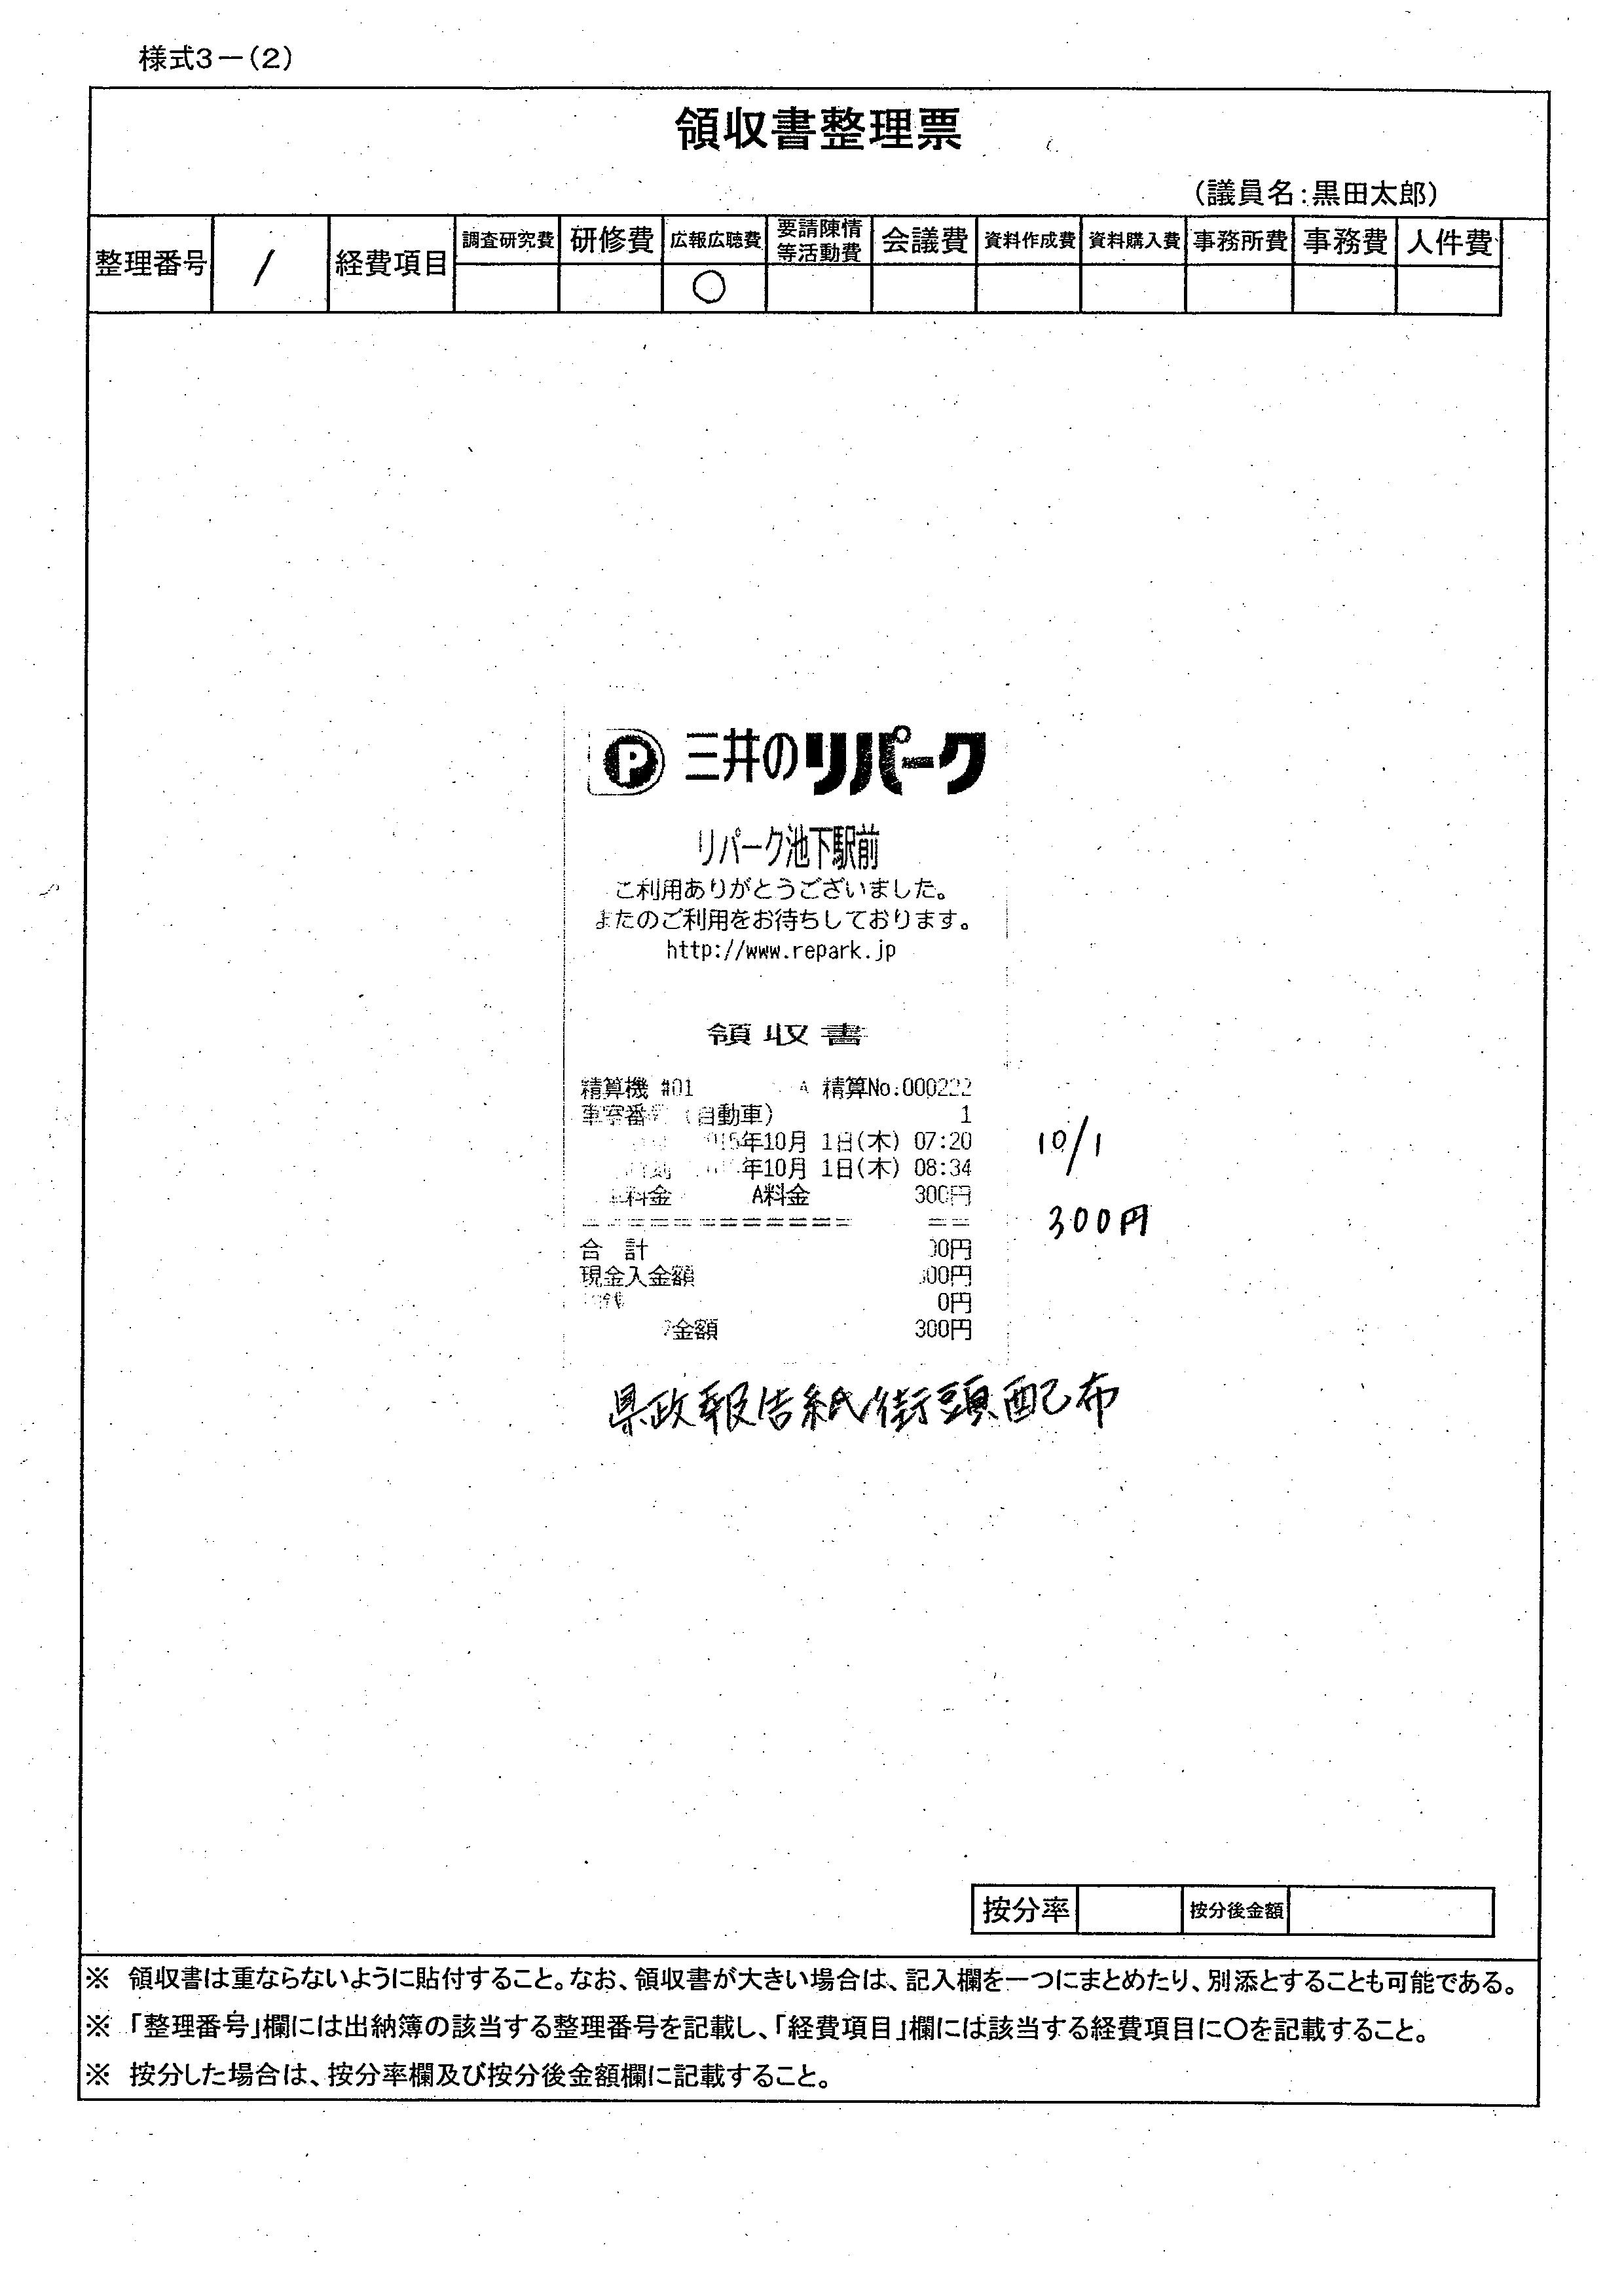 様式3－(2)
領収書整理票
(議員名:黒田太郎)
整理番号 / 経費項目 調査研究費 研修費 広報広聴費 要請陳情等活動費 会議費 資料作成費 資料購入費 事務所費 事務費 人件費
○
P 三井のリパーク
リパーク池下駅前
ご利用ありがとうございました。
またのご利用をお待ちしております。
http://www.repark.jp
領収書
精算機 #01 A 精算No.000222
車室番号 (自動車) 1
年10月 1日(木) 07:20
10/1
年10月 1日(木) 08:34
料金 A料金 300円
300円
合 計 00円
現金入金額 00円
0円
金額 300円
県政報告紙街頭配布
按分率 按分後金額
※ 領収書は重ならないように貼付すること。なお、領収書が大きい場合は、記入欄を一つにまとめたり、別添とすることも可能である。
※ 「整理番号」欄には出納簿の該当する整理番号を記載し、「経費項目」欄には該当する経費項目に○を記載すること。
※ 按分した場合は、按分率欄及び按分後金額欄に記載すること。